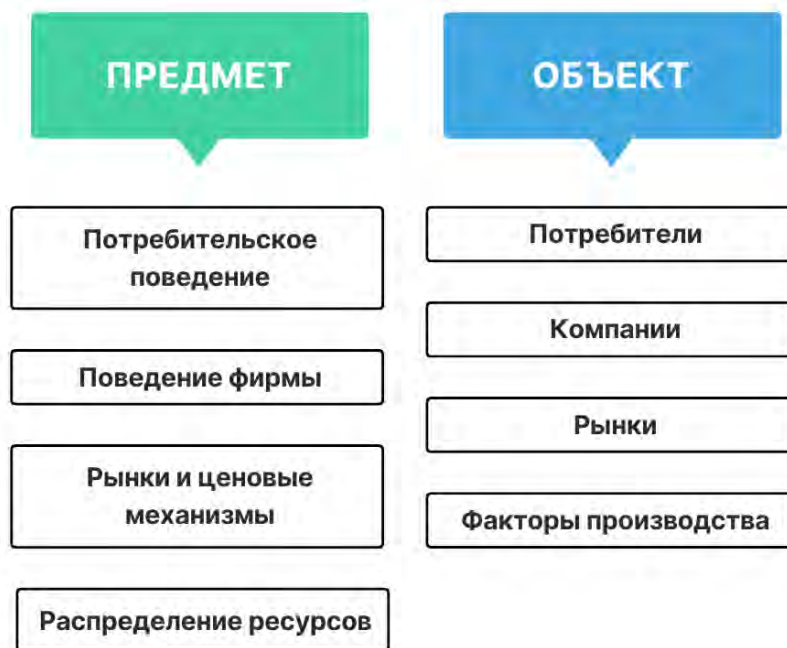 ПРЕДМЕТ
Потребительское
поведение
Поведение фирмы
Рынки и ценовые
механизмы
Распределение ресурсов
ОБЪЕКТ
Потребители
Компании
Рынки
Факторы производства